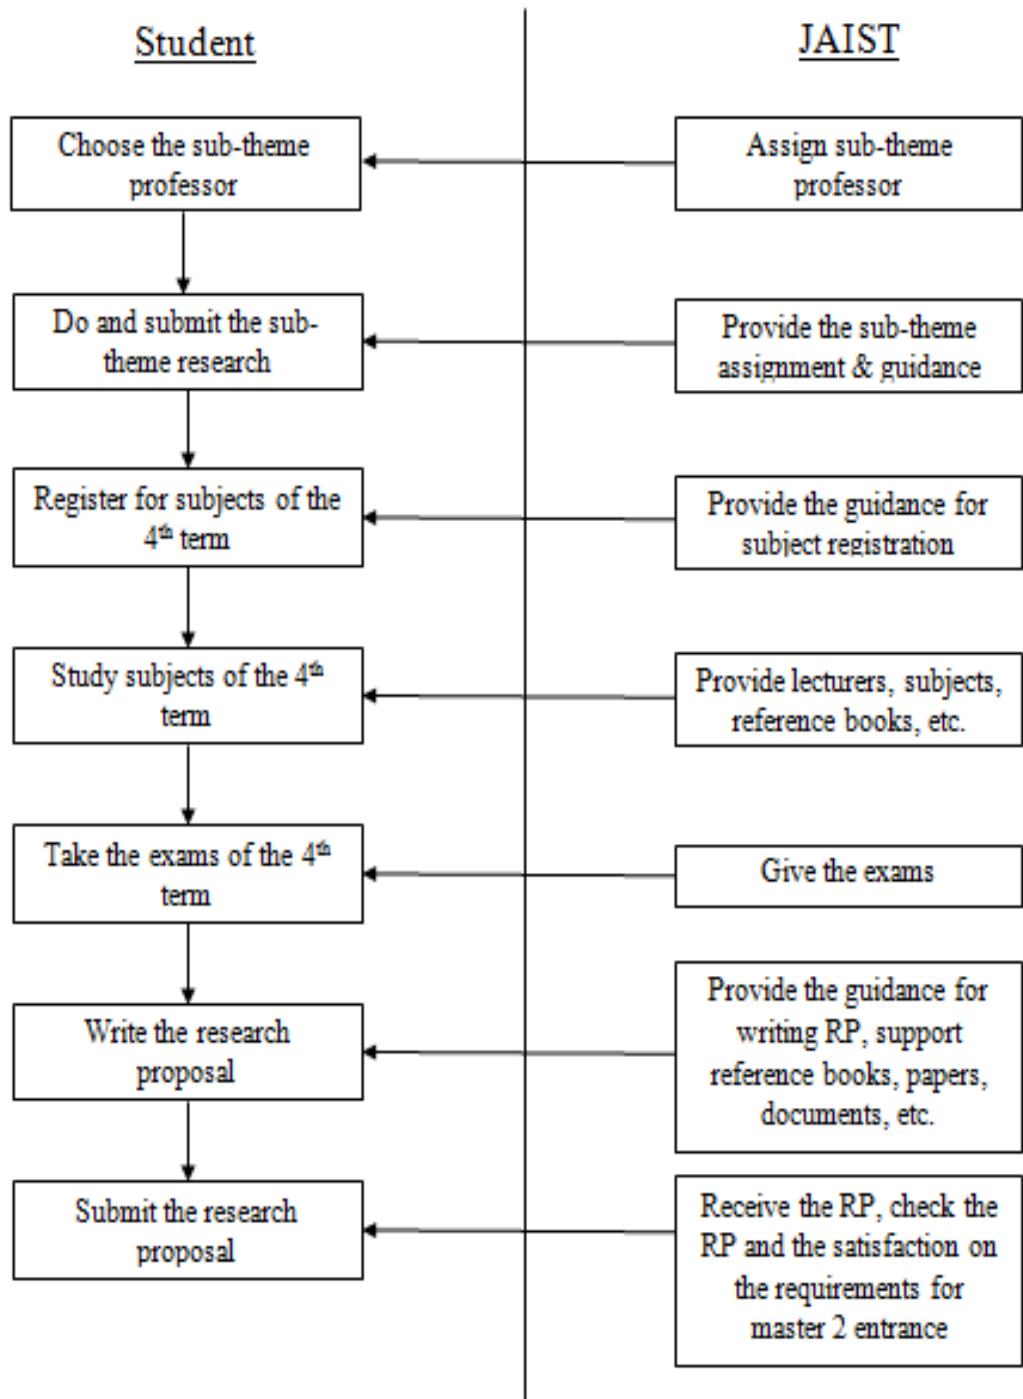 Student
JAIST
Choose the sub-theme
professor
Assign sub-theme
professor
Do and submit the sub-
theme research
Provide the sub-theme
assignment & guidance
Register for subjects of the
4th term
Provide the guidance for
subject registration
Study subjects of the 4th
term
Provide lecturers, subjects,
reference books, etc.
Take the exams of the 4th
term
Give the exams
Write the research
proposal
Provide the guidance for
writing RP, support
reference books, papers,
documents, etc.
Submit the research
proposal
Receive the RP, check the
RP and the satisfaction on
the requirements for
master 2 entrance